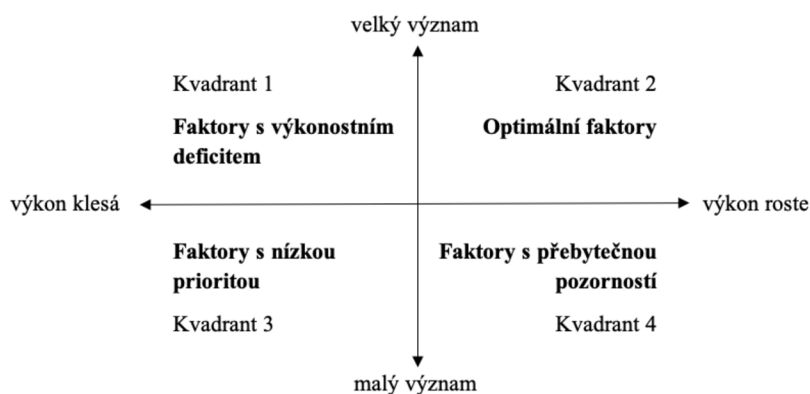 velký význam
Kvadrant 1
Kvadrant 2
Faktory s výkonostním
deficitem
Optimální faktory
výkon klesá
výkon roste
Faktory s nízkou
prioritou
Faktory s přebytečnou
pozorností
Kvadrant 3
Kvadrant 4
malý význam